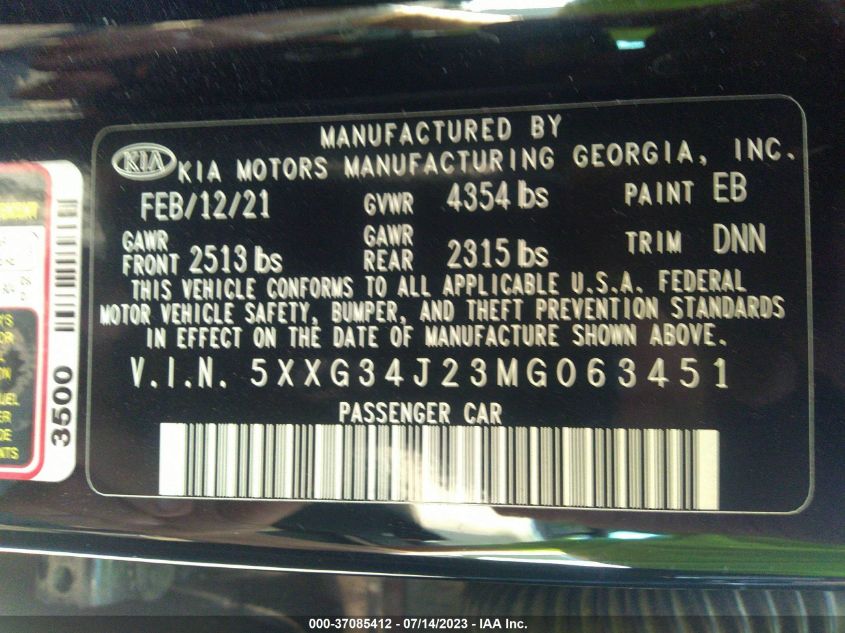 MANUFACTURED BY
KIA KIA MOTORS MANUFACTURING GEORGIA, INC.
FEB/12/21 GVWR 4354 lbs PAINT EB
GAWR FRONT 2513 lbs GAWR REAR 2315 lbs TRIM DNN
THIS VEHICLE CONFORMS TO ALL APPLICABLE U.S.A. FEDERAL
MOTOR VEHICLE SAFETY, BUMPER, AND THEFT PREVENTION STANDARDS
IN EFFECT ON THE DATE OF MANUFACTURE SHOWN ABOVE.
V.I.N. 5XXG34J23MG063451
PASSENGER CAR
3500
000-37085412 / 07/14/2023 - IAA Inc.